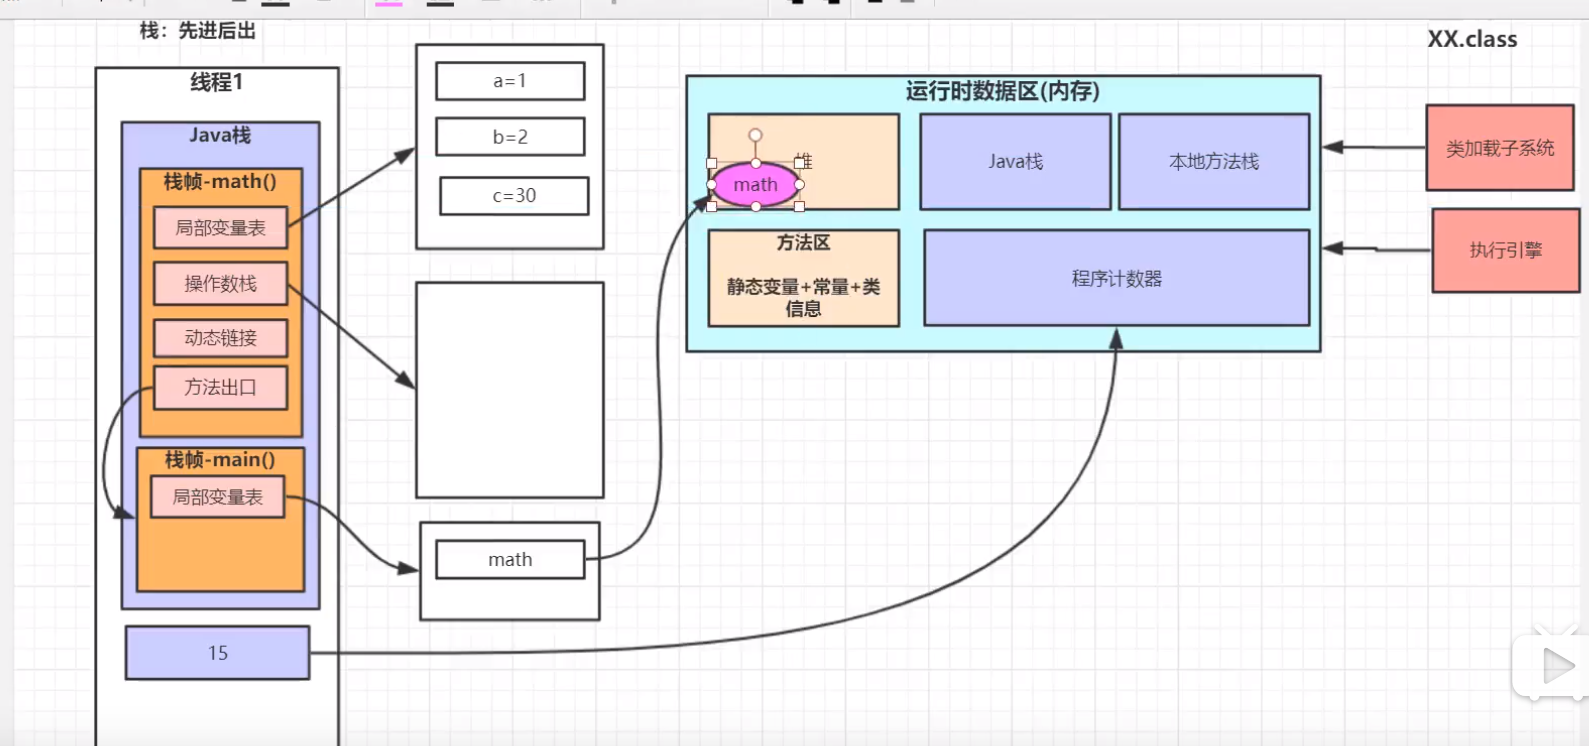 栈：先进后出
线程1
Java栈
栈帧-math()
局部变量表
操作数栈
动态链接
方法出口
栈帧-main()
局部变量表
15
a=1
b=2
c=30
math
运行时数据区(内存)
堆
math
Java栈
本地方法栈
方法区
静态变量+常量+类
信息
程序计数器
XX.class
类加载子系统
执行引擎